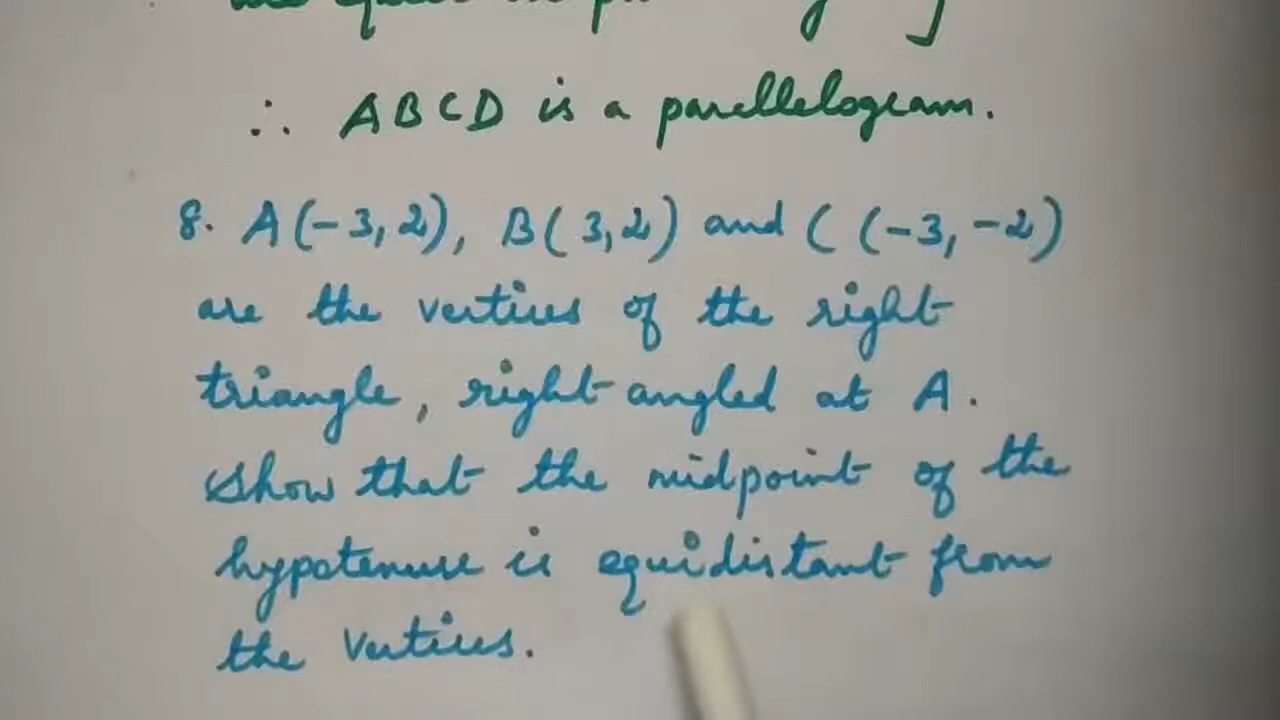 ∴ ABCD is a parellelogram.
8. A(-3,2), B(3,2) and C (-3,-2)
are the vertices of the right
triangle, right angled at A.
Show that the midpoint of the
hypotenuse is equidistant from
the vertices.